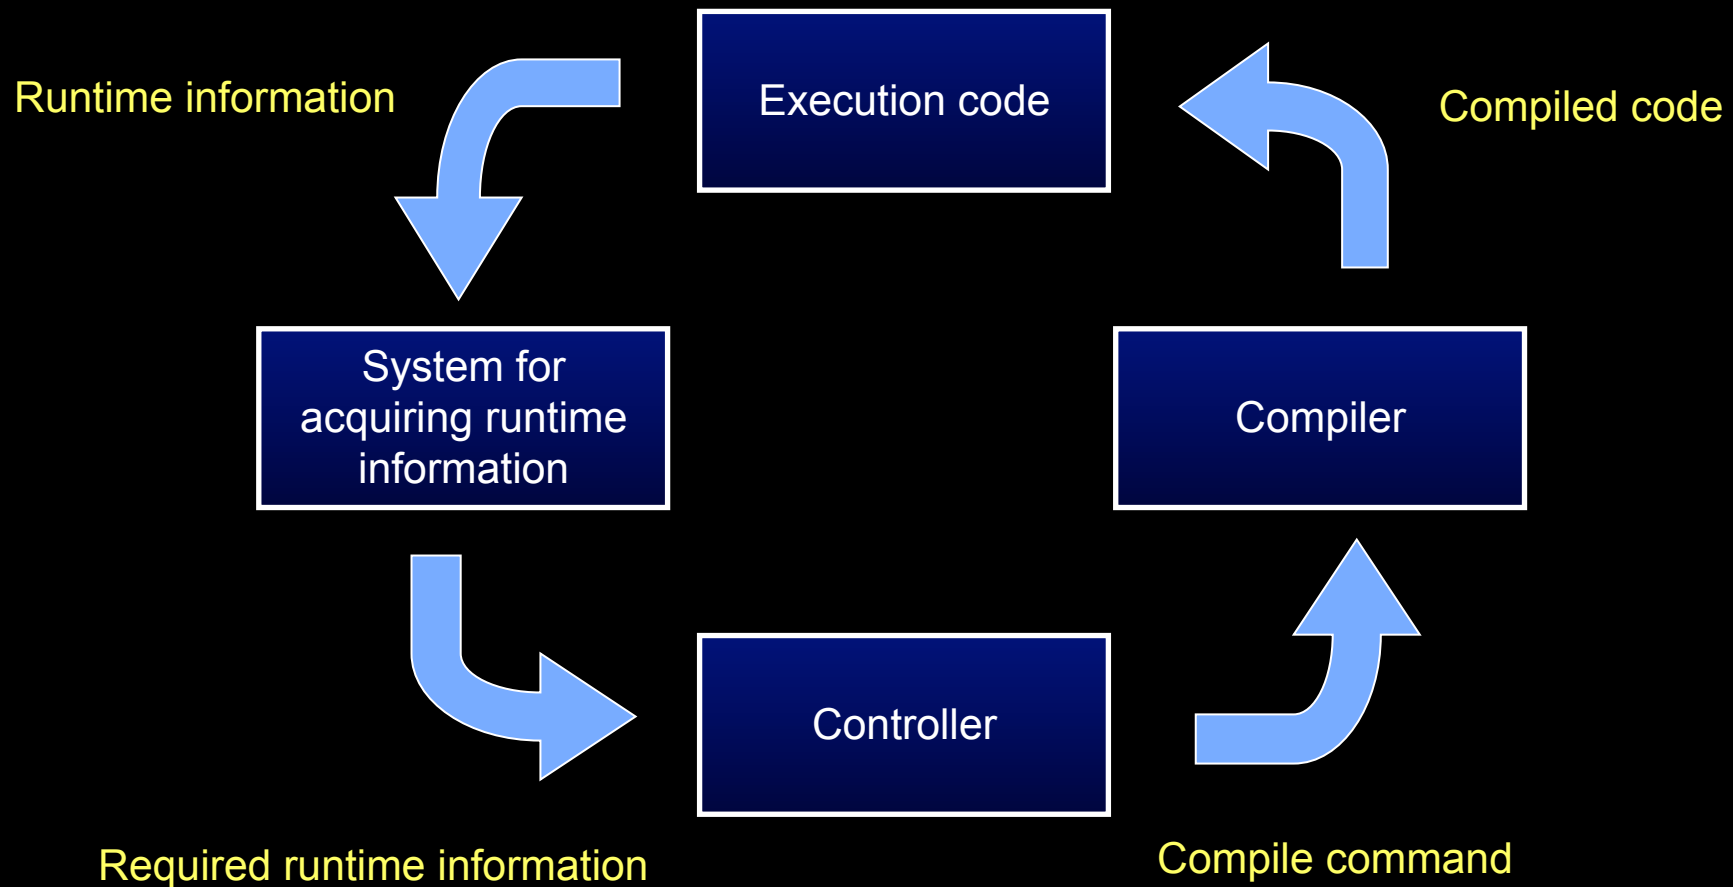 Runtime information
Execution code
Compiled code
System for
acquiring runtime
information
Compiler
Controller
Required runtime information
Compile command